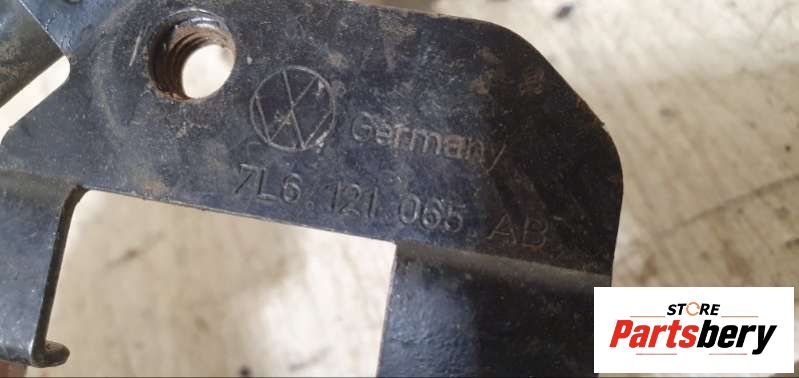 Germany
7L6.121 065 AB
STORE
Partsbery